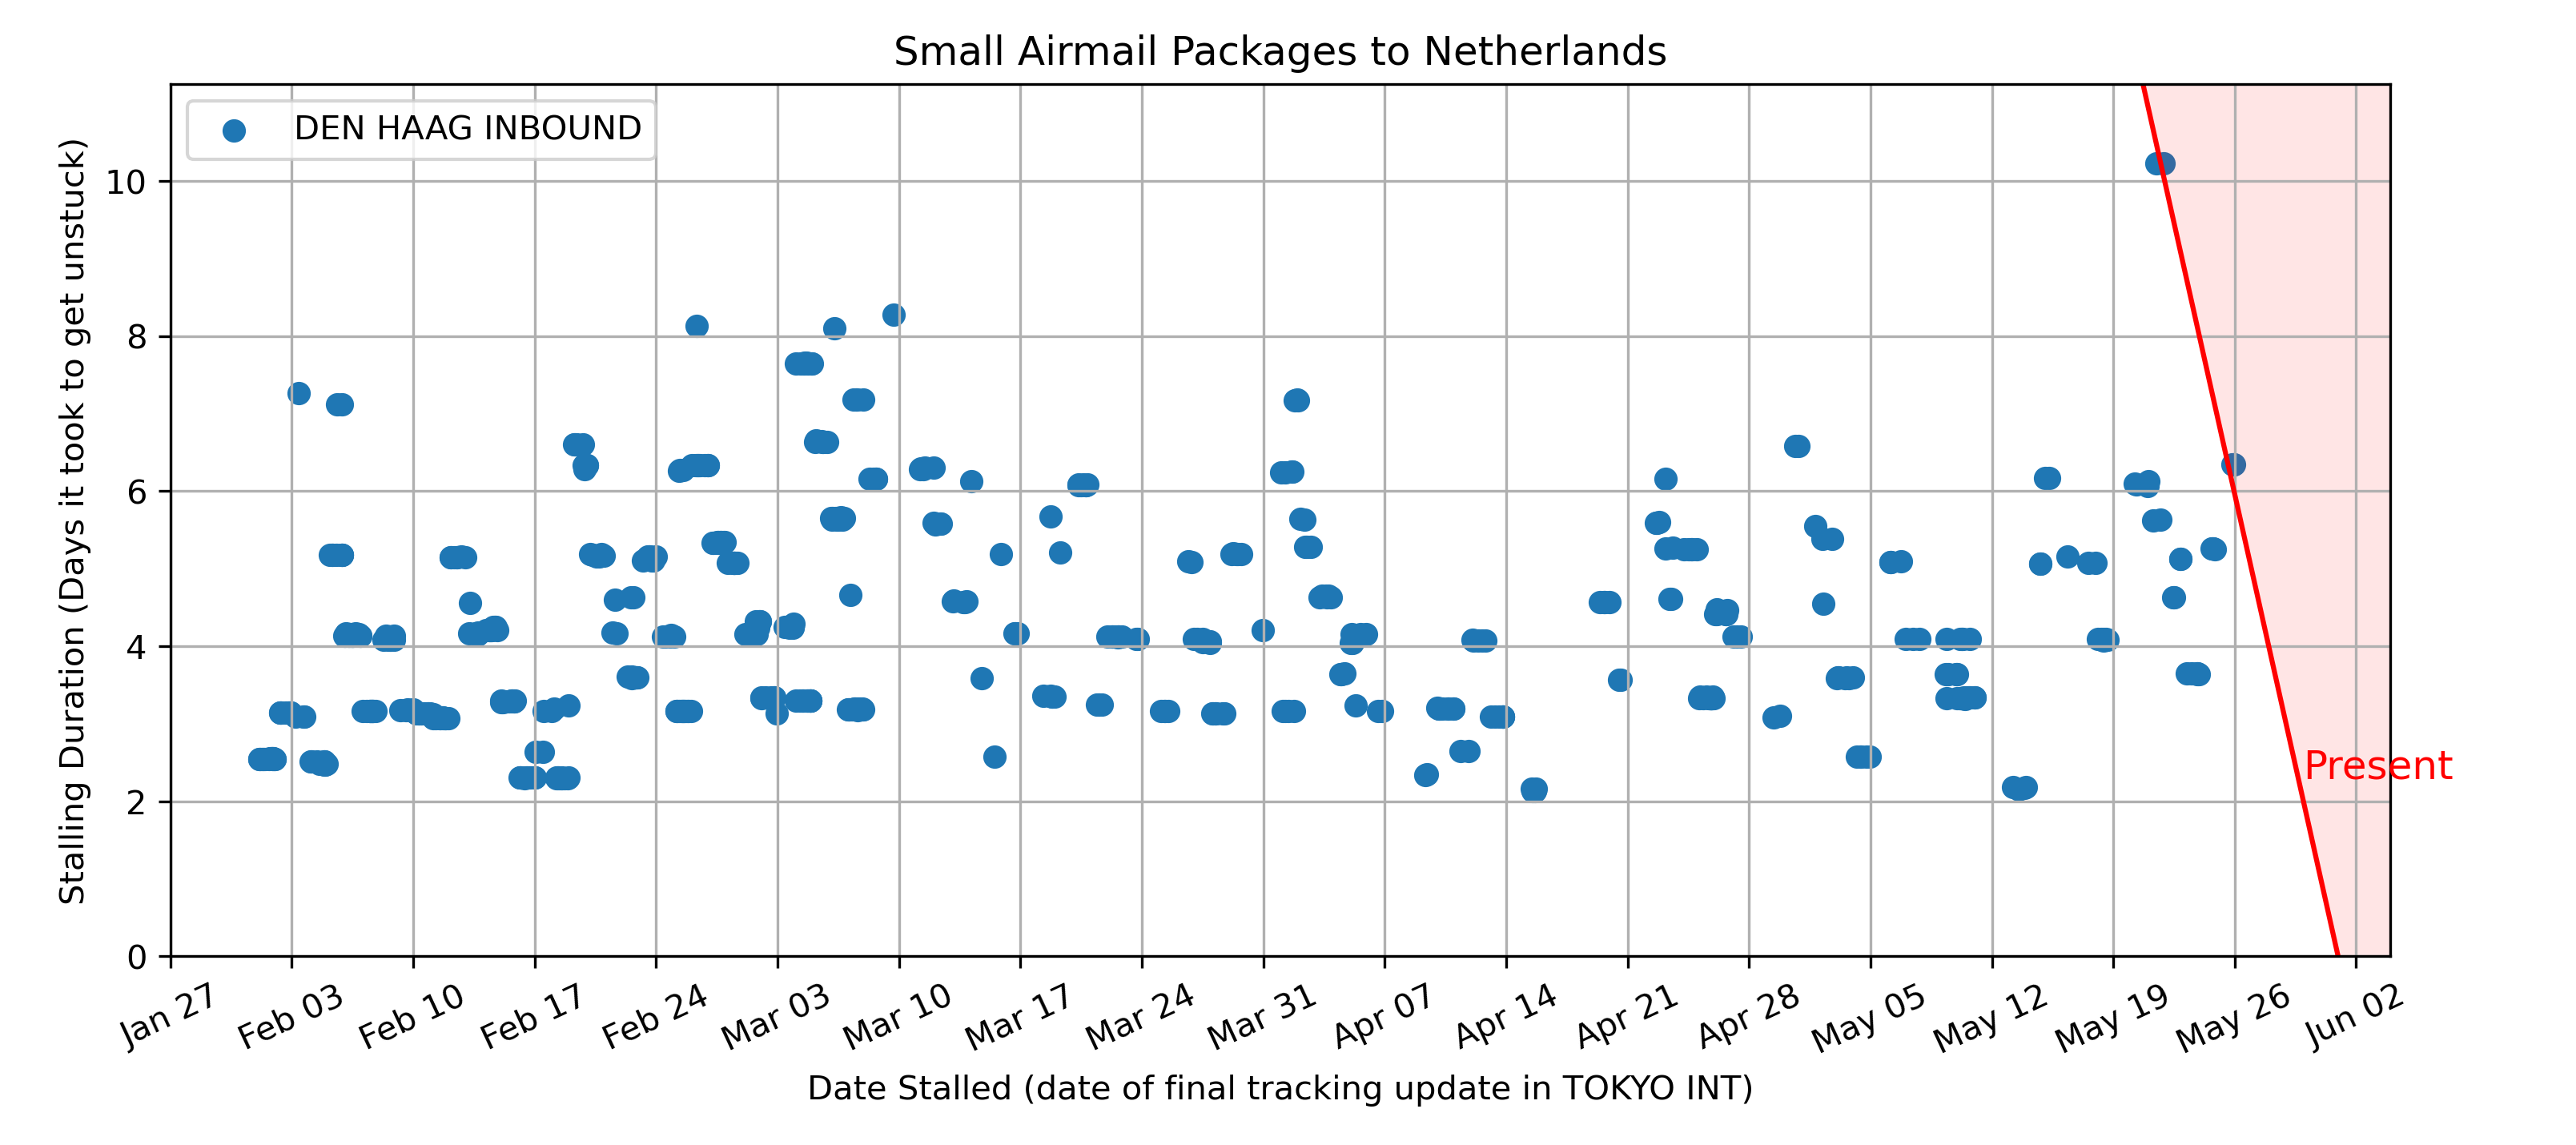 Small Airmail Packages to Netherlands
DEN HAAG INBOUND
Stalling Duration (Days it took to get unstuck)
10
8
6
4
2
0
Present
Jan 27
Feb 03
Feb 10
Feb 17
Feb 24
Mar 03
Mar 10
Mar 17
Mar 24
Mar 31
Apr 07
Apr 14
Apr 21
Apr 28
May 05
May 12
May 19
May 26
Jun 02
Date Stalled (date of final tracking update in TOKYO INT)